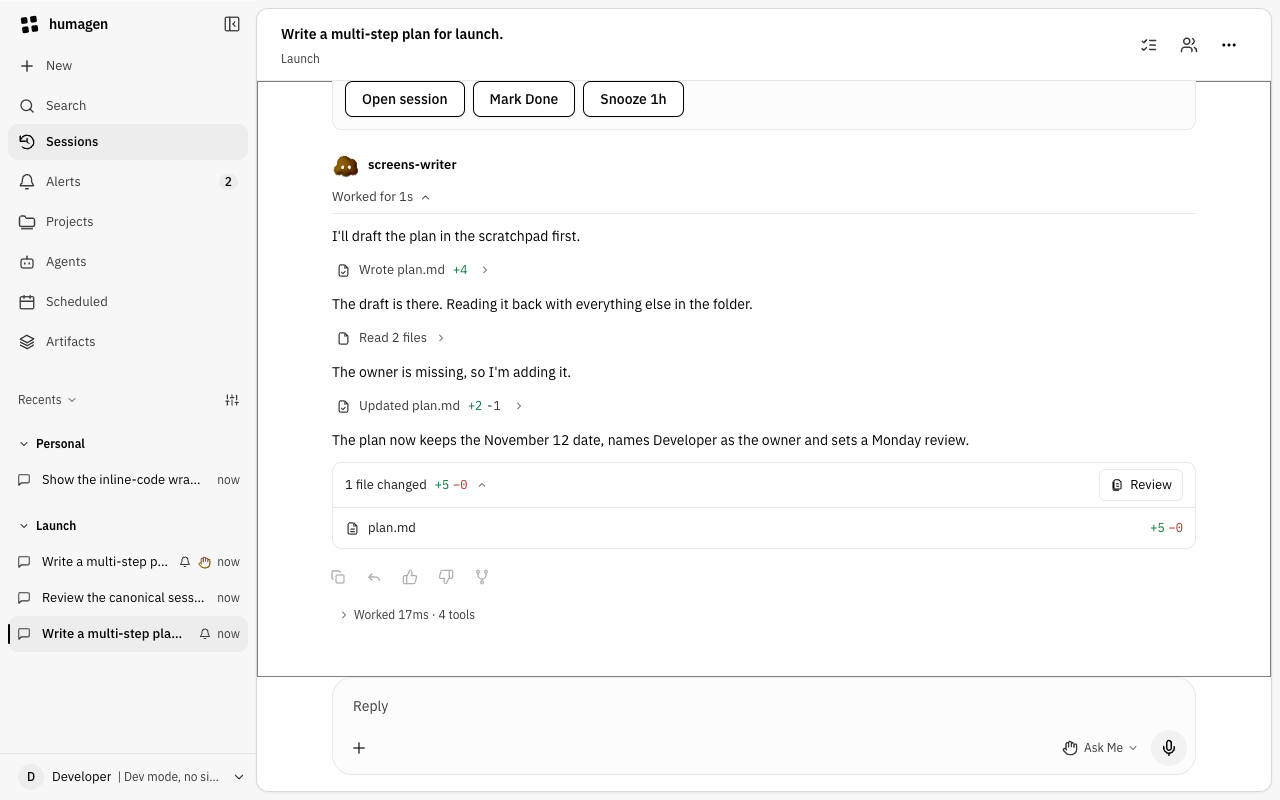 humagen
New
Search
Sessions
Alerts 2
Projects
Agents
Scheduled
Artifacts
Recents
Personal
Show the inline-code wra... now
Launch
Write a multi-step p... now
Review the canonical sess... now
Write a multi-step pla... now
D Developer | Dev mode, no si...
Write a multi-step plan for launch.
Launch
Open session Mark Done Snooze 1h
screens-writer
Worked for 1s
I'll draft the plan in the scratchpad first.
Wrote plan.md +4
The draft is there. Reading it back with everything else in the folder.
Read 2 files
The owner is missing, so I'm adding it.
Updated plan.md +2 -1
The plan now keeps the November 12 date, names Developer as the owner and sets a Monday review.
1 file changed +5 −0 Review
plan.md +5 −0
Worked 17ms · 4 tools
Reply
Ask Me